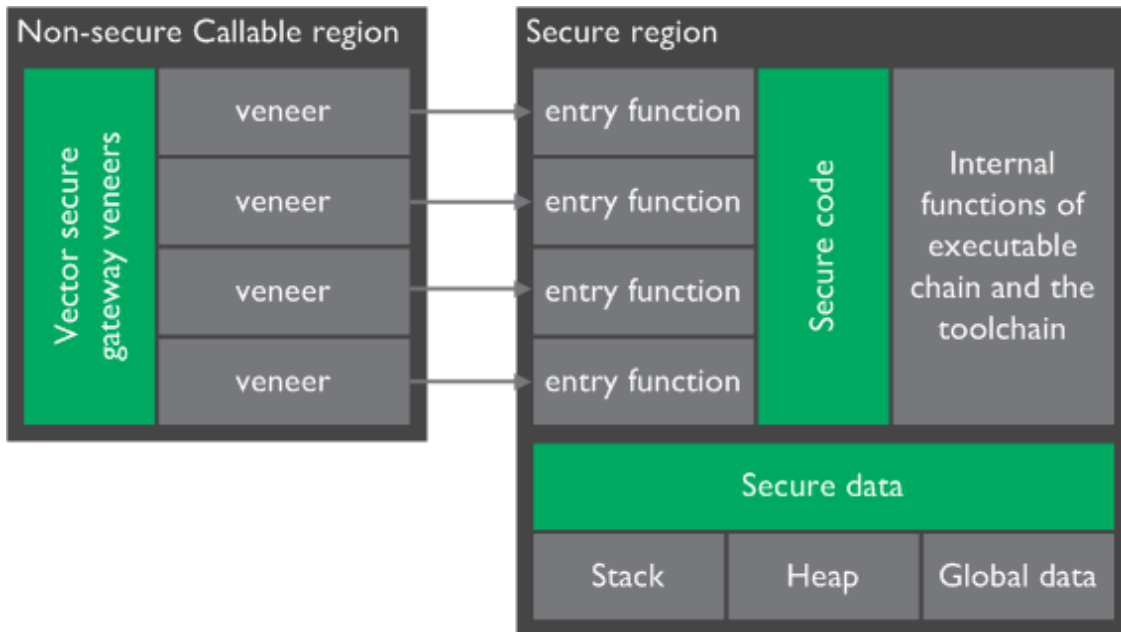 Non-secure Callable region
Vector secure
gateway veneers
veneer
veneer
veneer
veneer
Secure region
entry function
entry function
entry function
entry function
Secure code
Internal
functions of
executable
chain and the
toolchain
Secure data
Stack
Heap
Global data